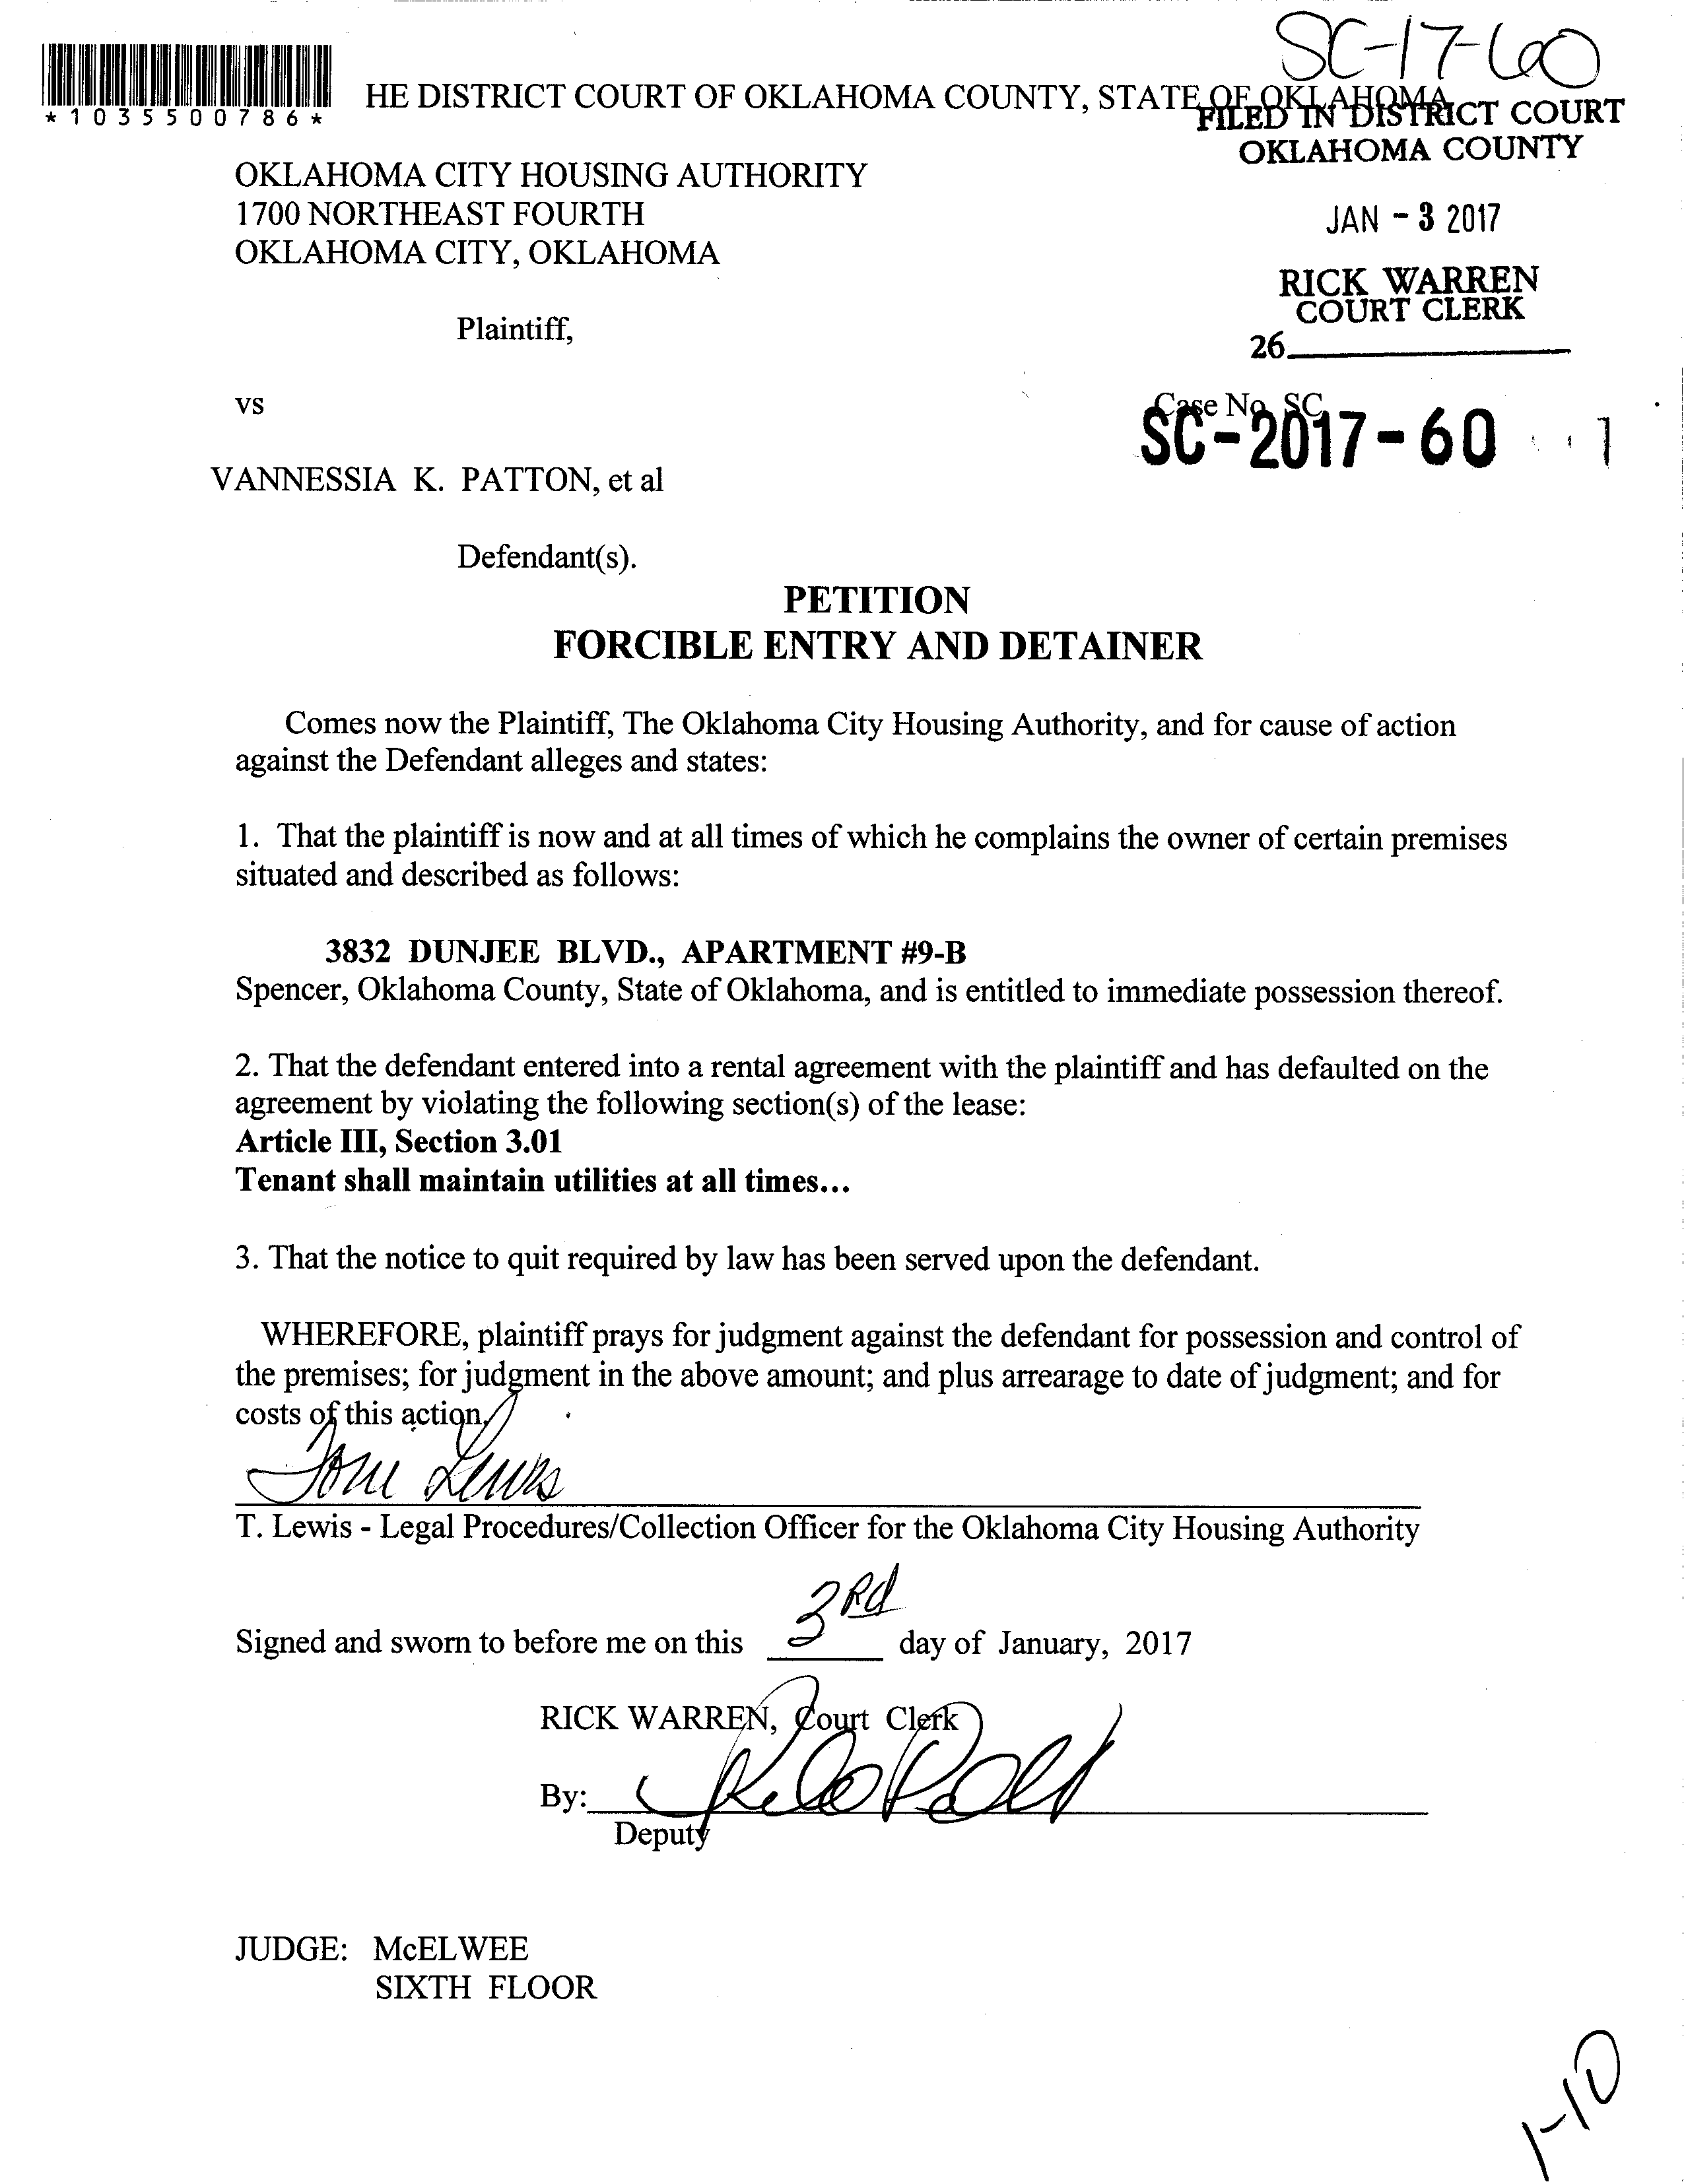 SC-17-60
*1035500786*
HE DISTRICT COURT OF OKLAHOMA COUNTY, STATE OF OKLAHOMA
FILED IN DISTRICT COURT
OKLAHOMA COUNTY
OKLAHOMA CITY HOUSING AUTHORITY
1700 NORTHEAST FOURTH
OKLAHOMA CITY, OKLAHOMA
JAN - 3 2017
RICK WARREN
COURT CLERK
26
Plaintiff,
vs
Case No. SC
SC-2017-60
VANNESSIA K. PATTON, et al
Defendant(s).
PETITION
FORCIBLE ENTRY AND DETAINER
Comes now the Plaintiff, The Oklahoma City Housing Authority, and for cause of action
against the Defendant alleges and states:
1. That the plaintiff is now and at all times of which he complains the owner of certain premises
situated and described as follows:
3832 DUNJEE BLVD., APARTMENT #9-B
Spencer, Oklahoma County, State of Oklahoma, and is entitled to immediate possession thereof.
2. That the defendant entered into a rental agreement with the plaintiff and has defaulted on the
agreement by violating the following section(s) of the lease:
Article III, Section 3.01
Tenant shall maintain utilities at all times...
3. That the notice to quit required by law has been served upon the defendant.
WHEREFORE, plaintiff prays for judgment against the defendant for possession and control of
the premises; for judgment in the above amount; and plus arrearage to date of judgment; and for
costs of this action.
Toni Lewis
T. Lewis - Legal Procedures/Collection Officer for the Oklahoma City Housing Authority
Signed and sworn to before me on this 3rd day of January, 2017
RICK WARREN, Court Clerk
By:
Deputy
JUDGE: McELWEE
SIXTH FLOOR
1-10